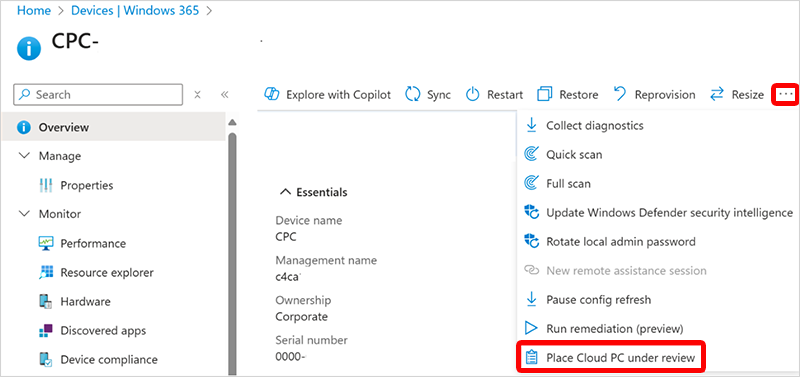 Home > Devices | Windows 365 >
CPC-
Search
Overview
Manage
Properties
Monitor
Performance
Resource explorer
Hardware
Discovered apps
Device compliance
Explore with Copilot Sync Restart Restore Reprovision Resize ...
Essentials
Device name
CPC
Management name
c4ca
Ownership
Corporate
Serial number
0000-
Collect diagnostics
Quick scan
Full scan
Update Windows Defender security intelligence
Rotate local admin password
New remote assistance session
Pause config refresh
Run remediation (preview)
Place Cloud PC under review